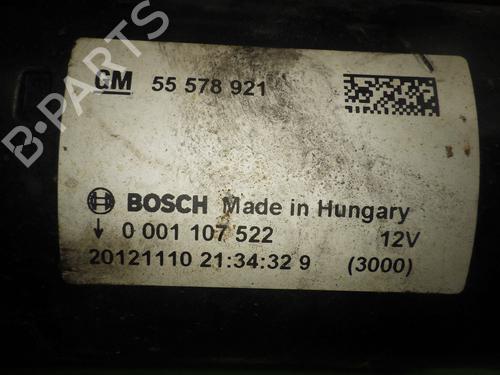 GM 55 578 921
BOSCH Made in Hungary
0 001 107 522 12V
20121110 21:34:32 9 (3000)
B-PARTS